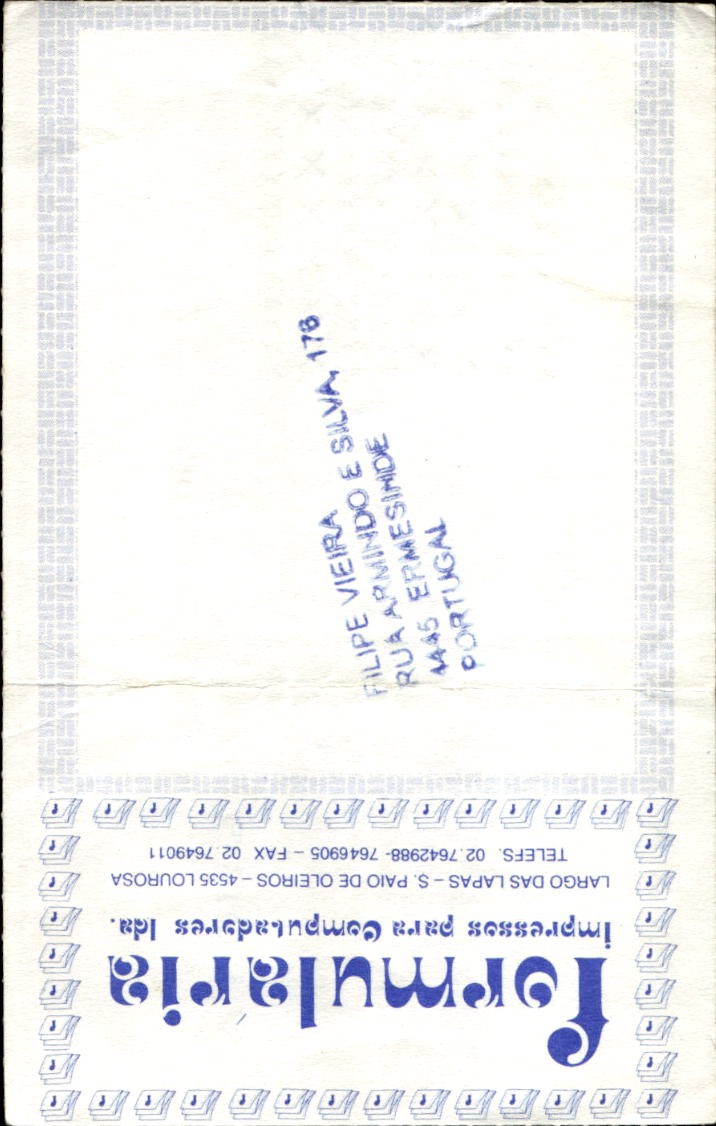 formularia
impressos para Computadores lda.
LARGO DAS LAPAS – S. PAIO DE OLEIROS – 4535 LOUROSA
TELEFS. 02.7642988- 7646905 – FAX 02.7649011
FILIPE VIEIRA
RUA ARMINDO E SILVA, 178
4445 ERMESINDE
PORTUGAL